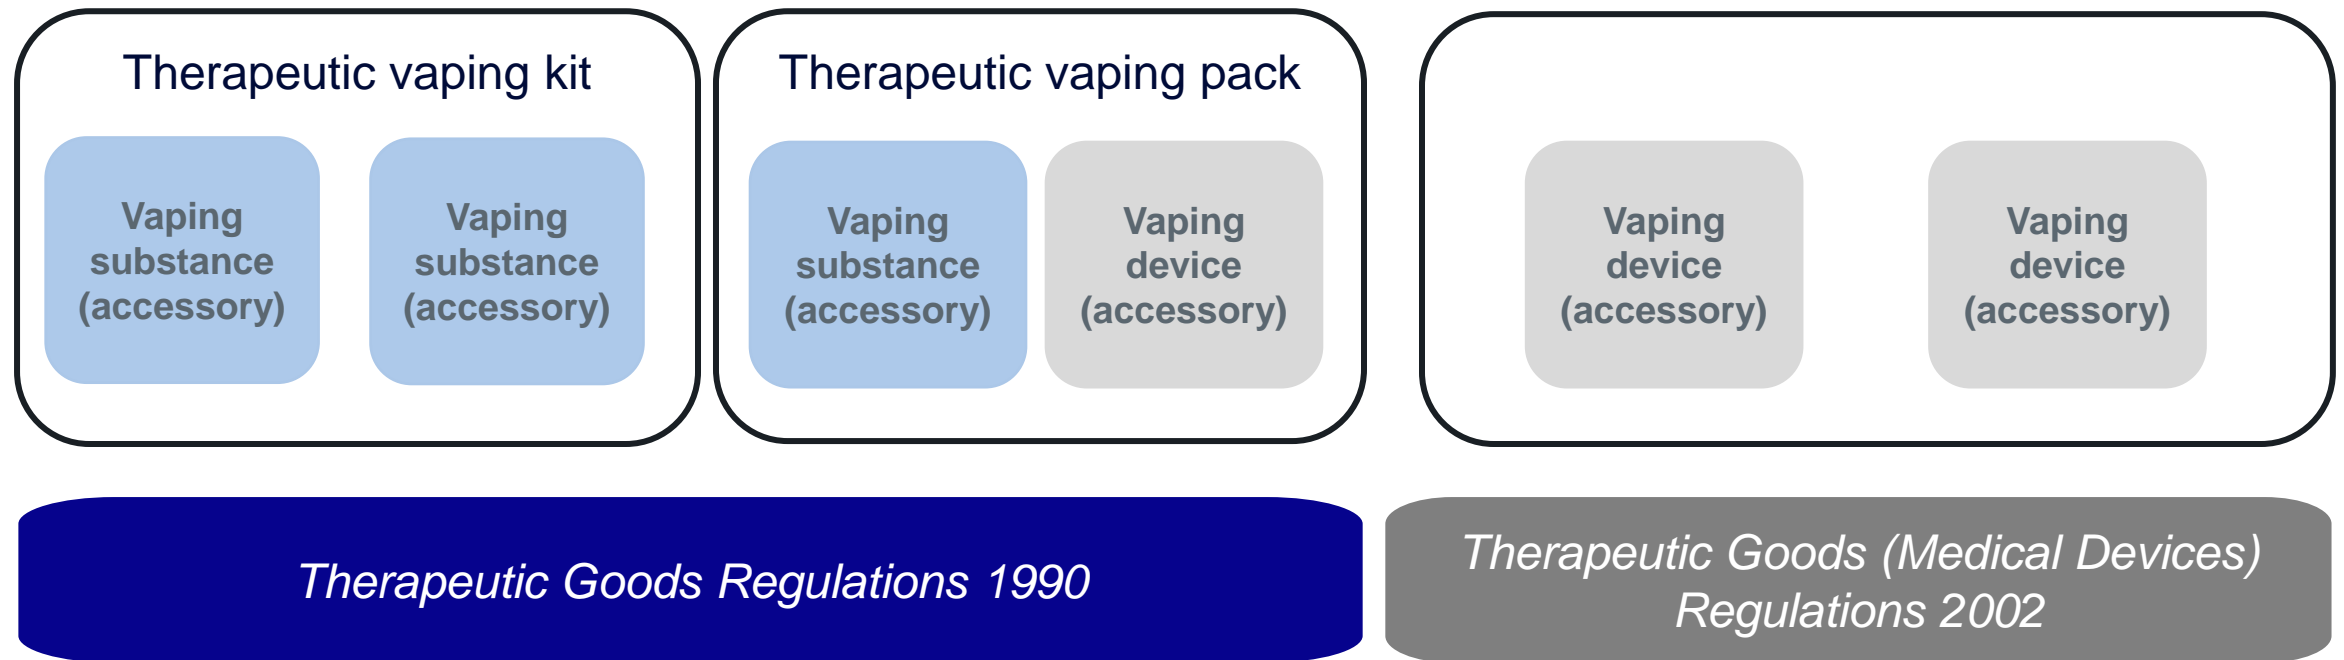 Therapeutic vaping kit
Vaping
substance
(accessory)
Vaping
substance
(accessory)
Therapeutic vaping pack
Vaping
substance
(accessory)
Vaping
device
(accessory)
Vaping
device
(accessory)
Vaping
device
(accessory)
Therapeutic Goods Regulations 1990
Therapeutic Goods (Medical Devices)
Regulations 2002